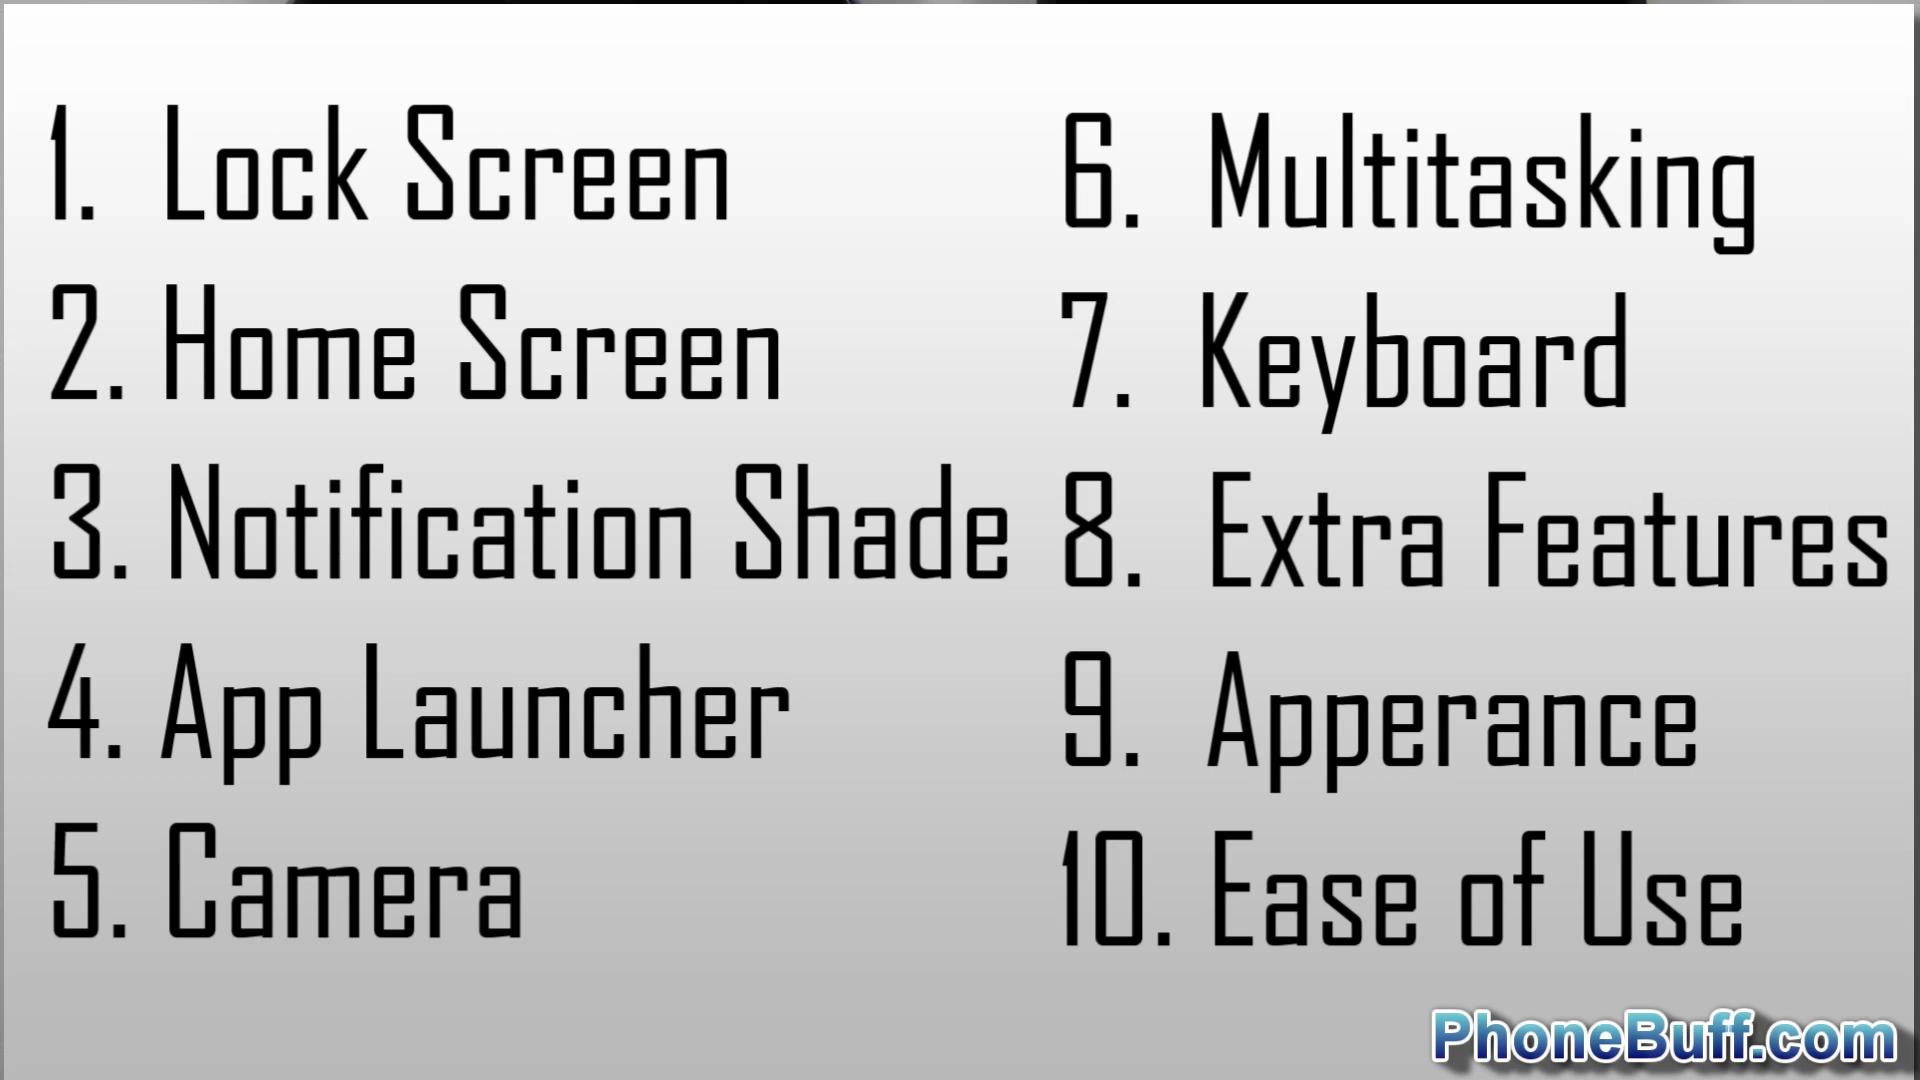 1. Lock Screen
2. Home Screen
3. Notification Shade
4. App Launcher
5. Camera
6. Multitasking
7. Keyboard
8. Extra Features
9. Apperance
10. Ease of Use
PhoneBuff.com